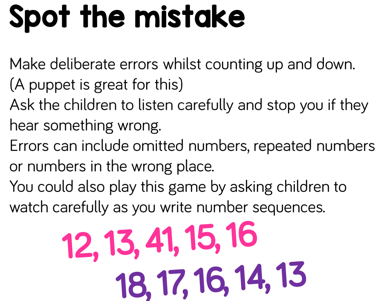 Spot the mistake
Make deliberate errors whilst counting up and down.
(A puppet is great for this)
Ask the children to listen carefully and stop you if they
hear something wrong.
Errors can include omitted numbers, repeated numbers
or numbers in the wrong place.
You could also play this game by asking children to
watch carefully as you write number sequences.
12, 13, 41, 15, 16
18, 17, 16, 14, 13